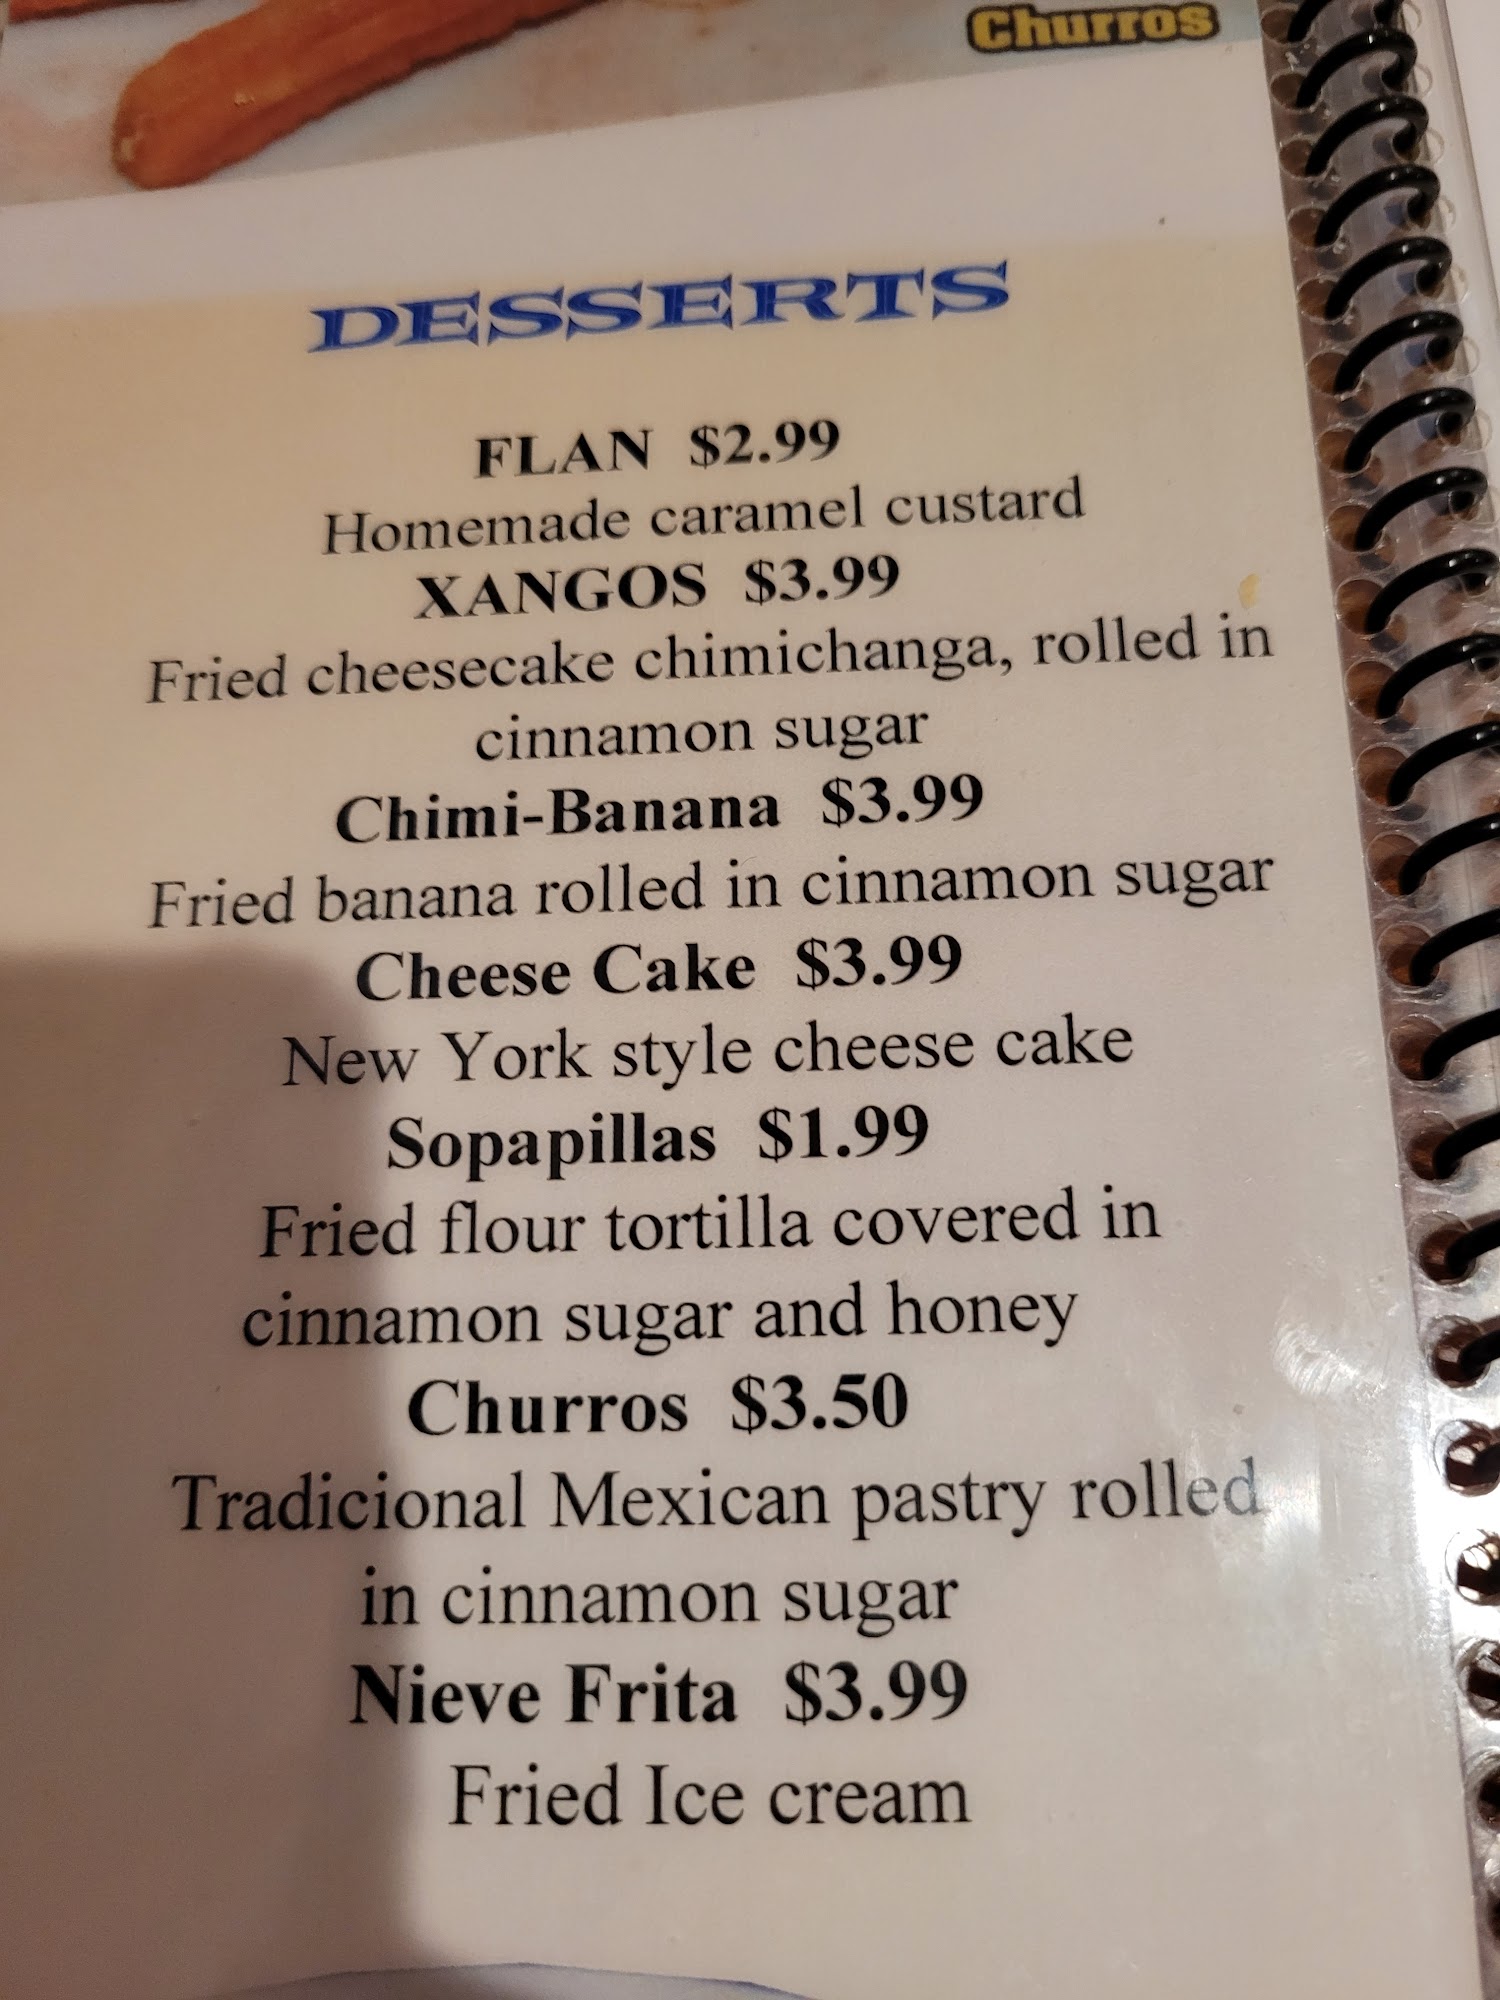 Churros
DESSERTS
FLAN $2.99
Homemade caramel custard
XANGOS $3.99
Fried cheesecake chimichanga, rolled in
cinnamon sugar
Chimi-Banana $3.99
Fried banana rolled in cinnamon sugar
Cheese Cake $3.99
New York style cheese cake
Sopapillas $1.99
Fried flour tortilla covered in
cinnamon sugar and honey
Churros $3.50
Tradicional Mexican pastry rolled
in cinnamon sugar
Nieve Frita $3.99
Fried Ice cream